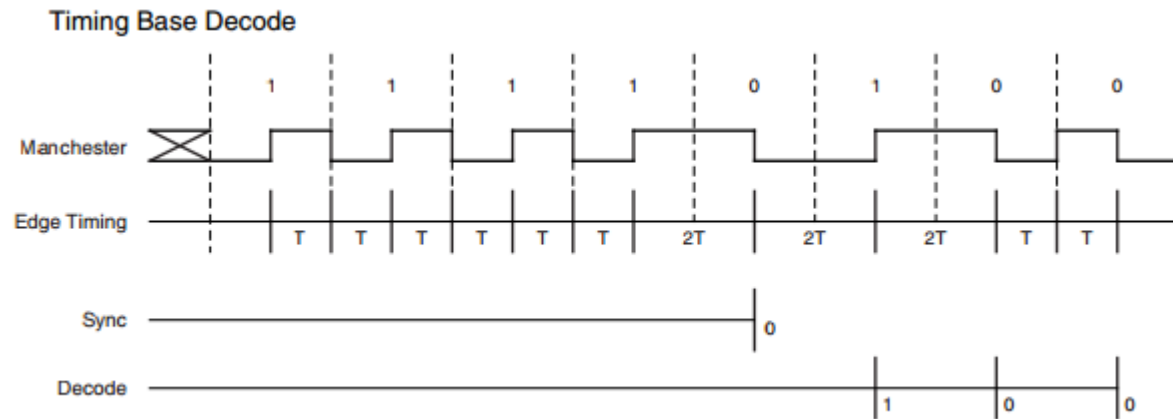 Timing Base Decode
1 1 1 1 0 1 0 0
Manchester
Edge Timing
T T T T T T 2T 2T 2T T T
Sync
0
Decode
1 0 0